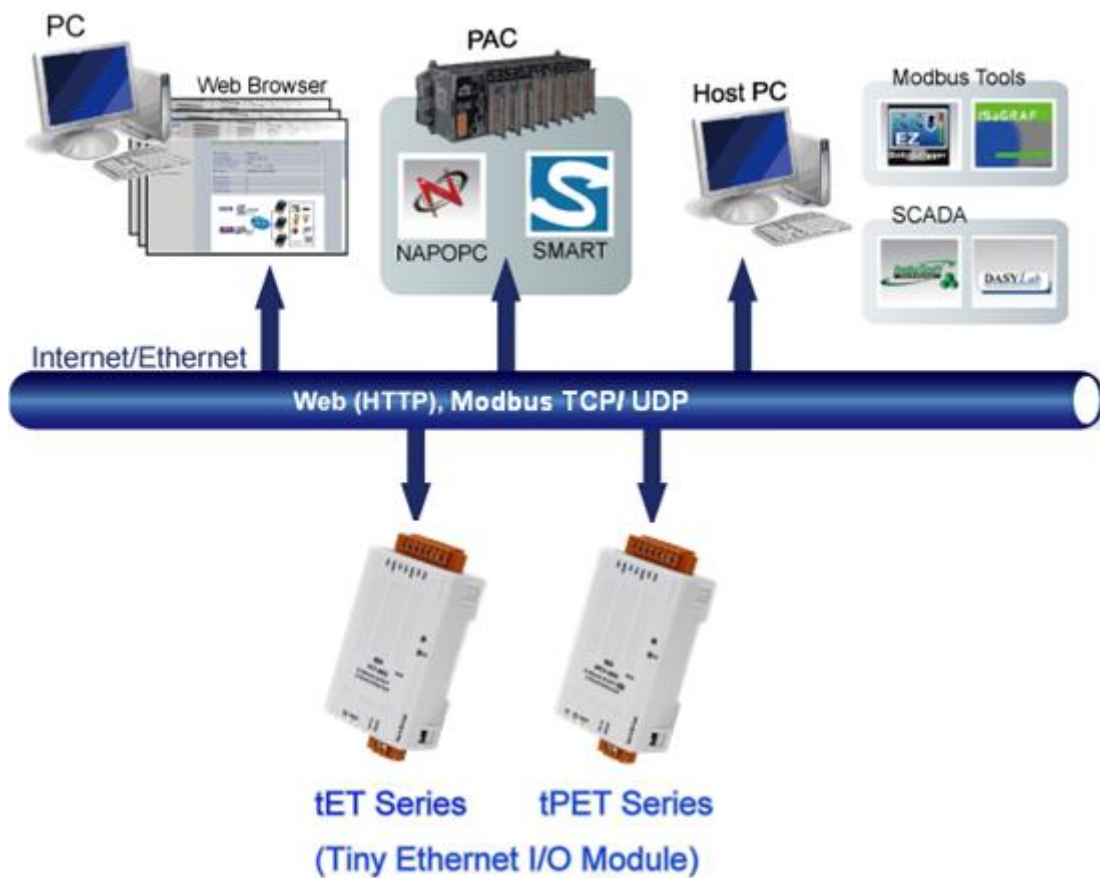 PC
Web Browser
PAC
NAPOPC
SMART
Host PC
Modbus Tools
EZ
ISaGRAF
SCADA
DASYLab
Internet/Ethernet
Web (HTTP), Modbus TCP/ UDP
tET Series
tPET Series
(Tiny Ethernet I/O Module)